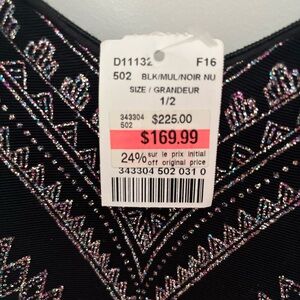 D11132 F16
502 BLK/MUL/NOIR NU
SIZE / GRANDEUR
1/2
343304 $225.00
502
$169.99
24% sur le prix initial
off original price
343304 502 031 0